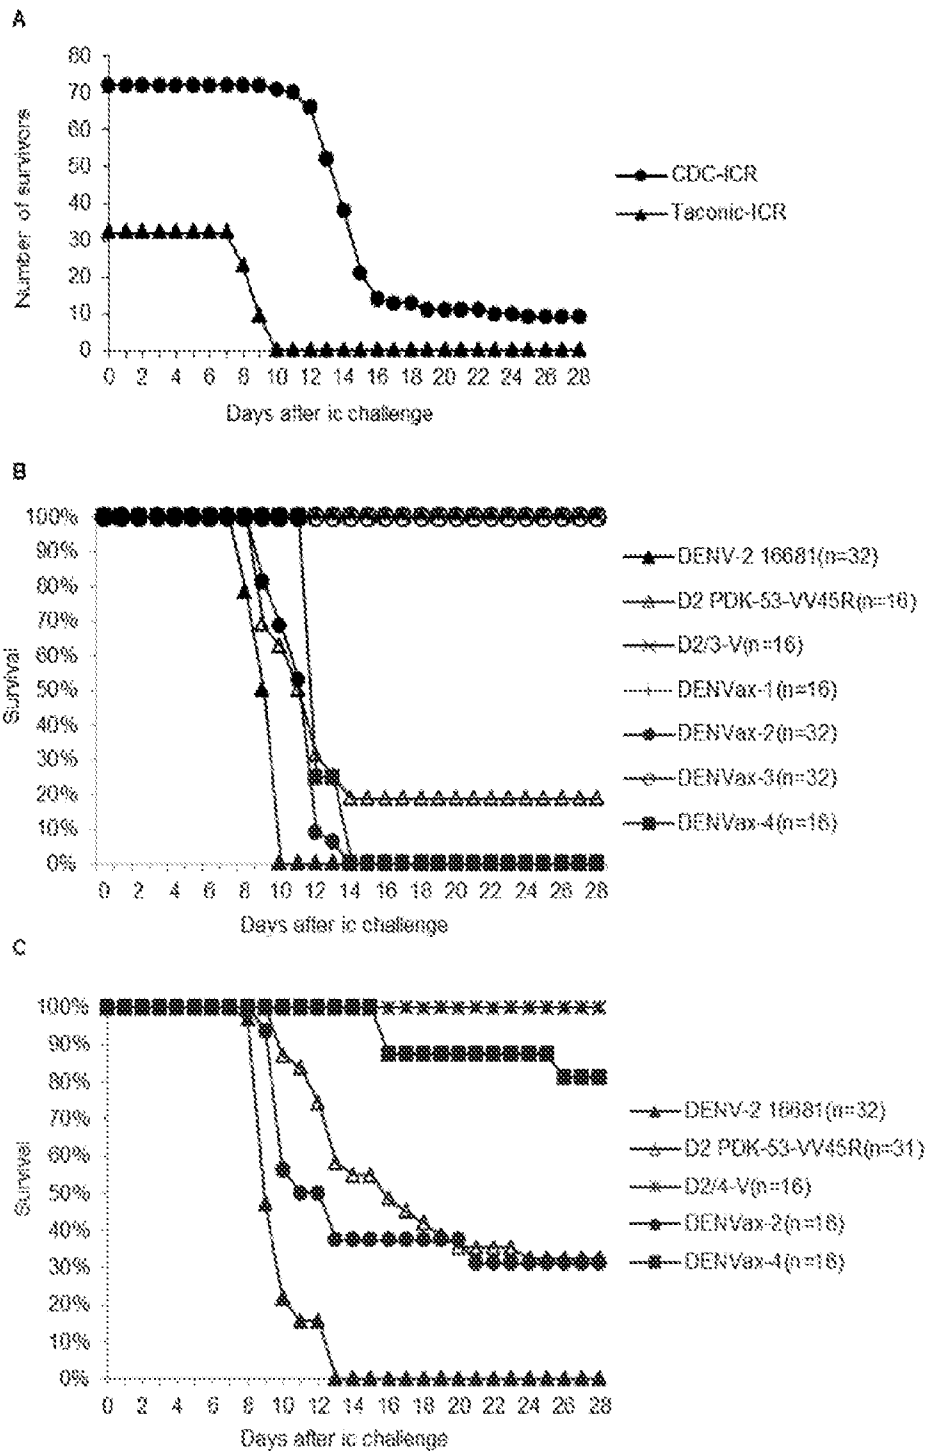 A
80
70
60
50
40
30
20
10
0
Number of survivors
0 2 4 6 8 10 12 14 16 18 20 22 24 26 28
Days after ic challenge
CDC-ICR
Taconic-ICR
B
100%
90%
80%
70%
60%
50%
40%
30%
20%
10%
0%
Survival
0 2 4 6 8 10 12 14 16 18 20 22 24 26 28
Days after ic challenge
DENV-2 16681(n=32)
D2 PDK-53-VV45R(n=16)
D2/3-V(n=16)
DENVax-1(n=16)
DENVax-2(n=32)
DENVax-3(n=32)
DENVax-4(n=16)
C
100%
90%
80%
70%
60%
50%
40%
30%
20%
10%
0%
Survival
0 2 4 6 8 10 12 14 16 18 20 22 24 26 28
Days after ic challenge
DENV-2 16681(n=32)
D2 PDK-53-VV45R(n=31)
D2/4-V(n=16)
DENVax-2(n=16)
DENVax-4(n=16)